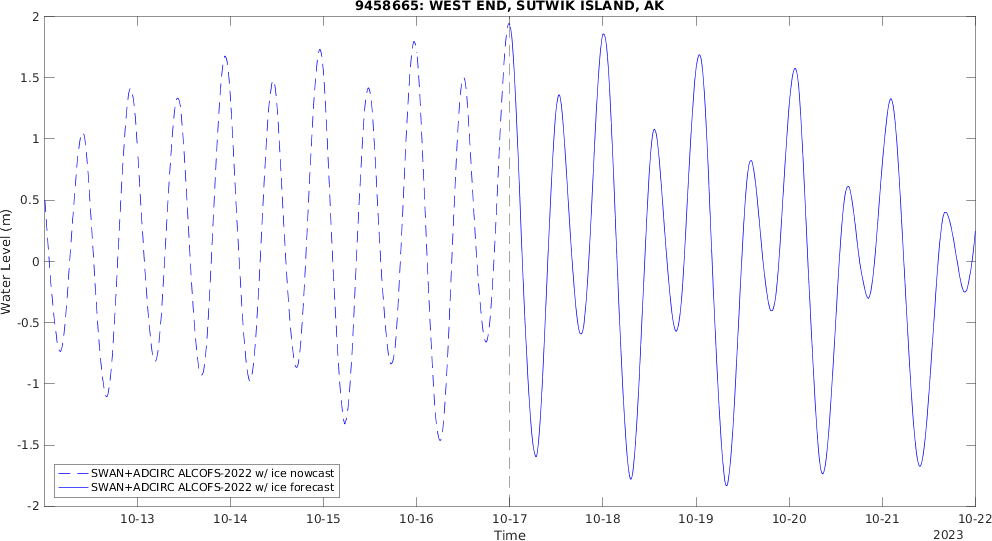 9458665: WEST END, SUTWIK ISLAND, AK
2
1.5
1
0.5
0
-0.5
-1
-1.5
-2
Water Level (m)
SWAN+ADCIRC ALCOFS-2022 w/ ice nowcast
SWAN+ADCIRC ALCOFS-2022 w/ ice forecast
10-13 10-14 10-15 10-16 10-17 10-18 10-19 10-20 10-21 10-22
Time
2023